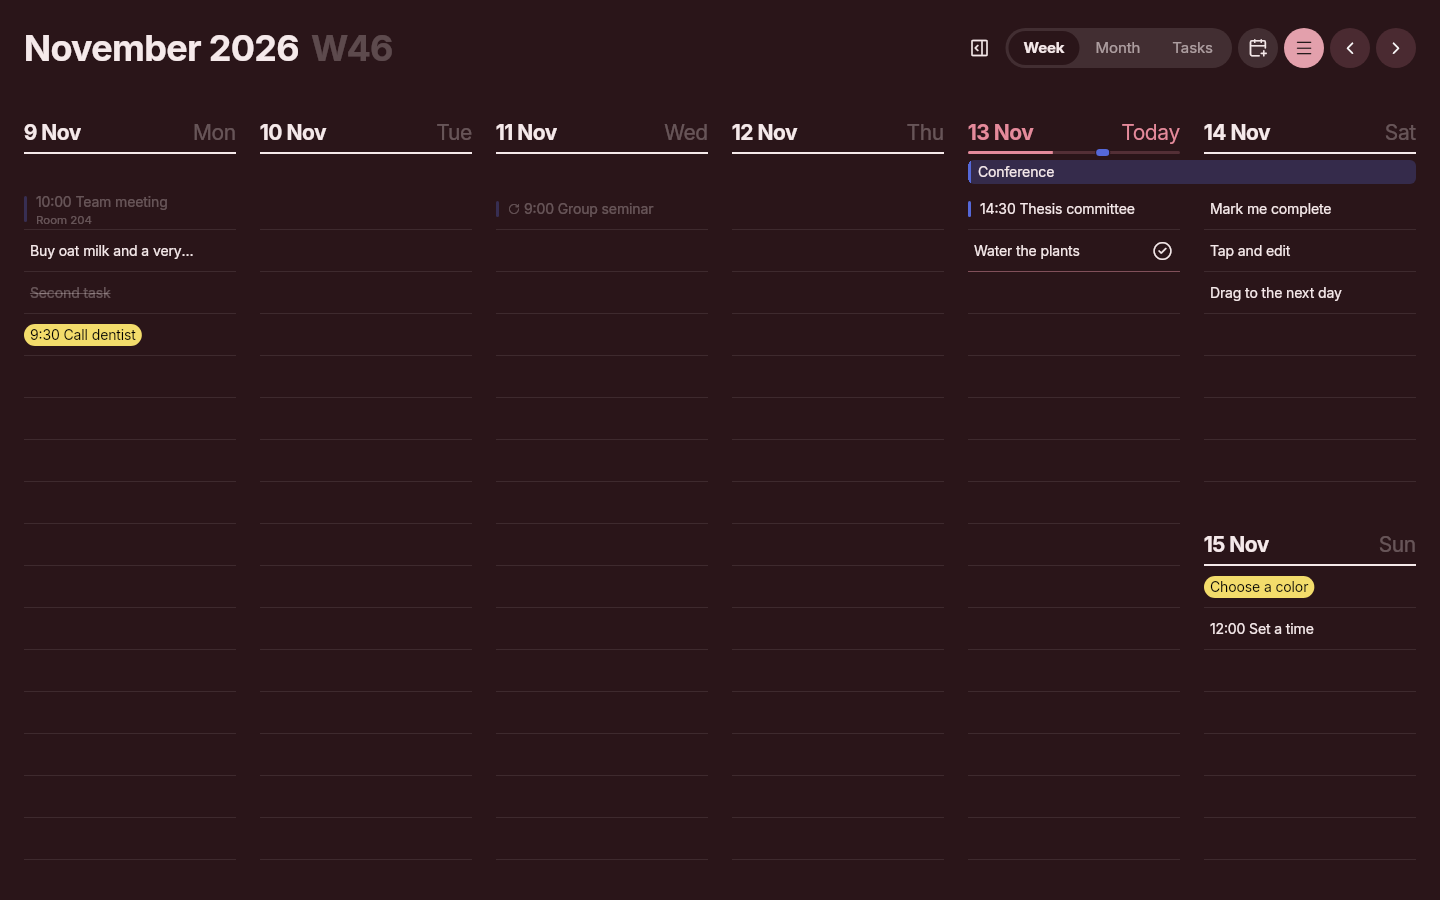 November 2026 W46
Week
Month
Tasks
9 Nov Mon
10:00 Team meeting
Room 204
Buy oat milk and a very...
Second task
9:30 Call dentist
10 Nov Tue
11 Nov Wed
9:00 Group seminar
12 Nov Thu
13 Nov Today
Conference
14:30 Thesis committee
Water the plants
14 Nov Sat
Mark me complete
Tap and edit
Drag to the next day
15 Nov Sun
Choose a color
12:00 Set a time